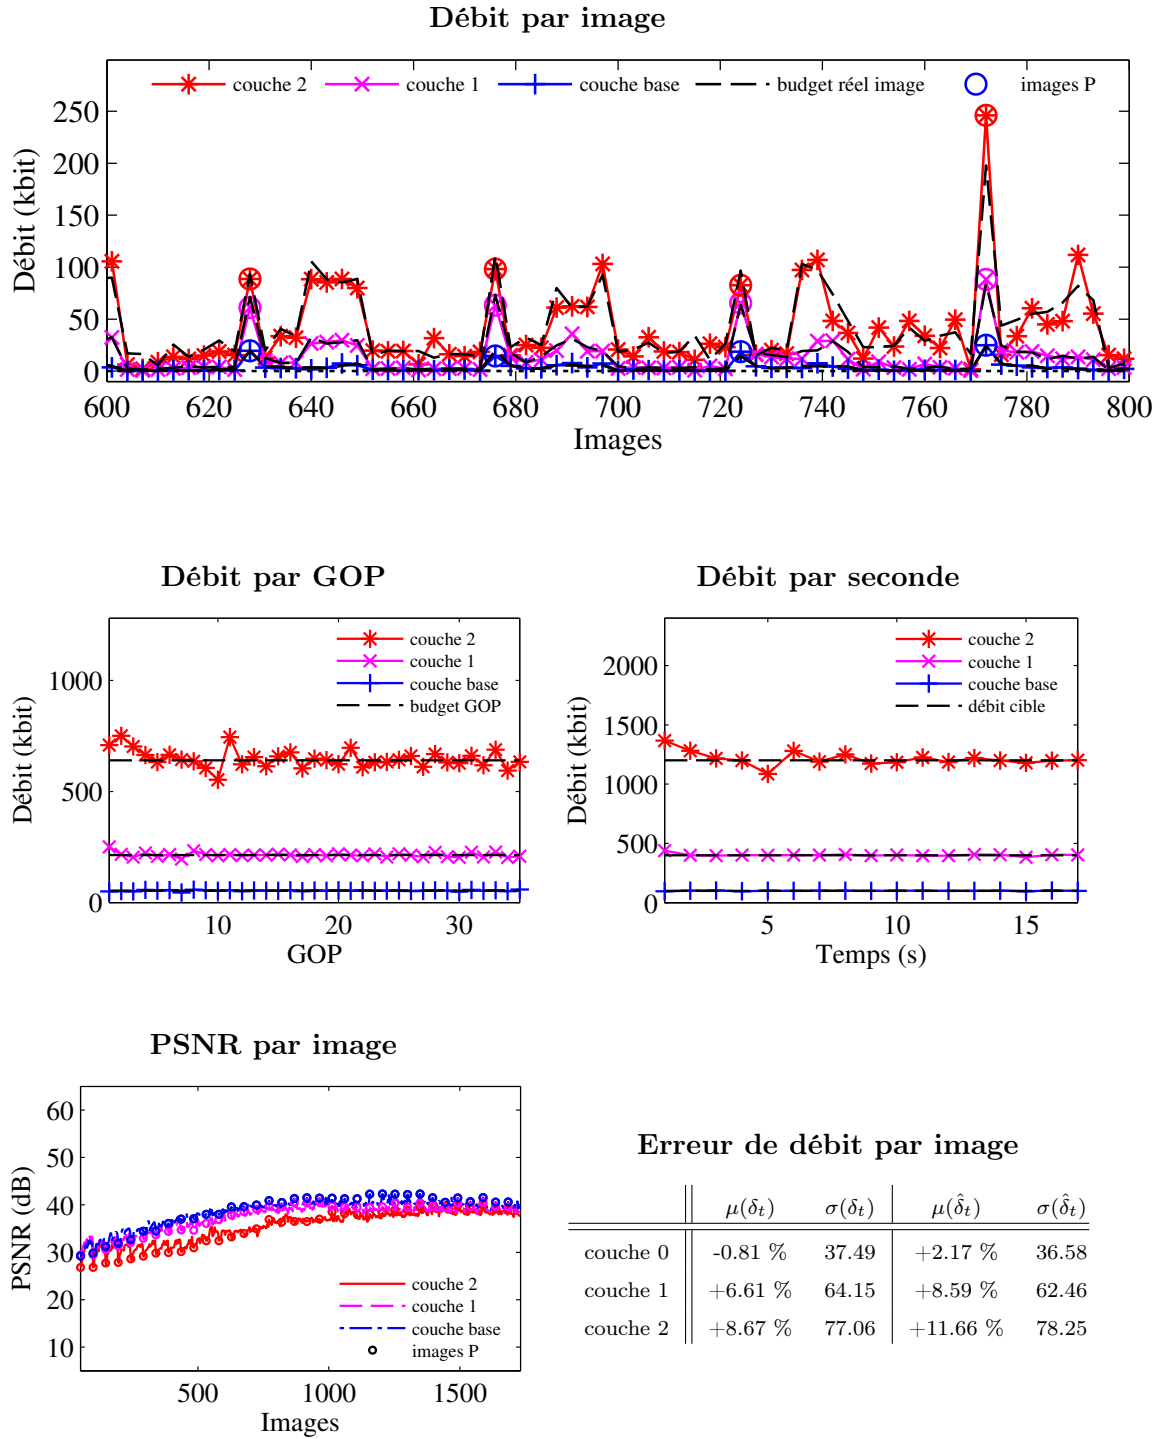 Débit par image
couche 2 couche 1 couche base budget réel image images P
Débit (kbit)
250
200
150
100
50
0
600 620 640 660 680 700 720 740 760 780 800
Images
Débit par GOP
couche 2
couche 1
couche base
budget GOP
Débit (kbit)
1000
500
0
10 20 30
GOP
Débit par seconde
couche 2
couche 1
couche base
débit cible
Débit (kbit)
2000
1500
1000
500
0
5 10 15
Temps (s)
PSNR par image
PSNR (dB)
60
50
40
30
20
10
couche 2
couche 1
couche base
images P
500 1000 1500
Images
Erreur de débit par image
μ(δ_t) σ(δ_t) μ(δ̂_t) σ(δ̂_t)
couche 0 -0.81 % 37.49 +2.17 % 36.58
couche 1 +6.61 % 64.15 +8.59 % 62.46
couche 2 +8.67 % 77.06 +11.66 % 78.25